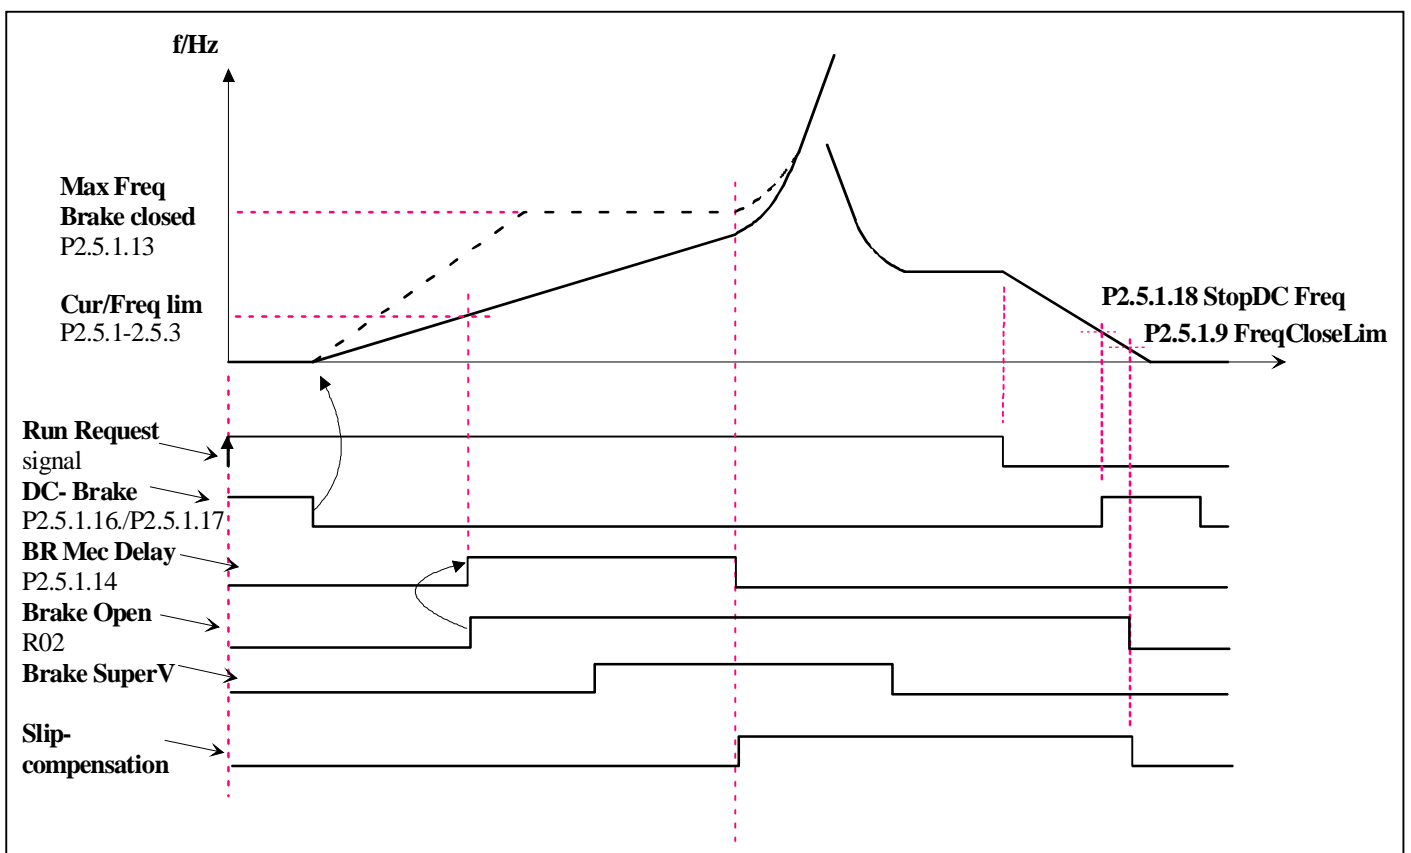 f/Hz
Max Freq
Brake closed
P2.5.1.13
Cur/Freq lim
P2.5.1-2.5.3
P2.5.1.18 StopDC Freq
P2.5.1.9 FreqCloseLim
Run Request
signal
DC- Brake
P2.5.1.16./P2.5.1.17
BR Mec Delay
P2.5.1.14
Brake Open
R02
Brake SuperV
Slip-
compensation